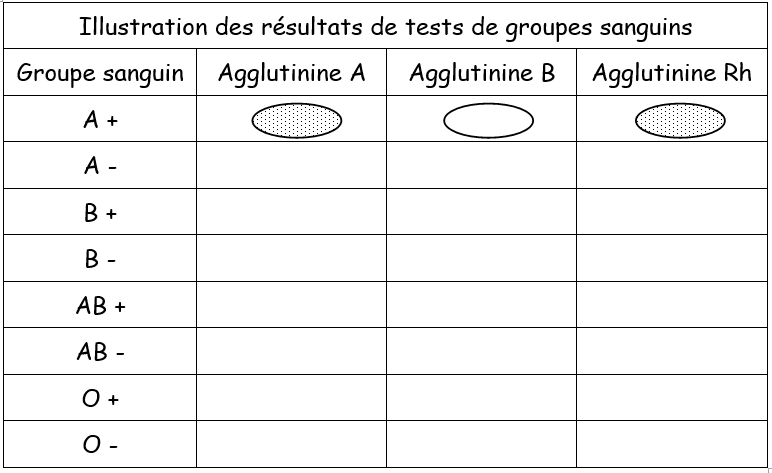 Illustration des résultats de tests de groupes sanguins
Groupe sanguin Agglutinine A Agglutinine B Agglutinine Rh
A +
A -
B +
B -
AB +
AB -
O +
O -